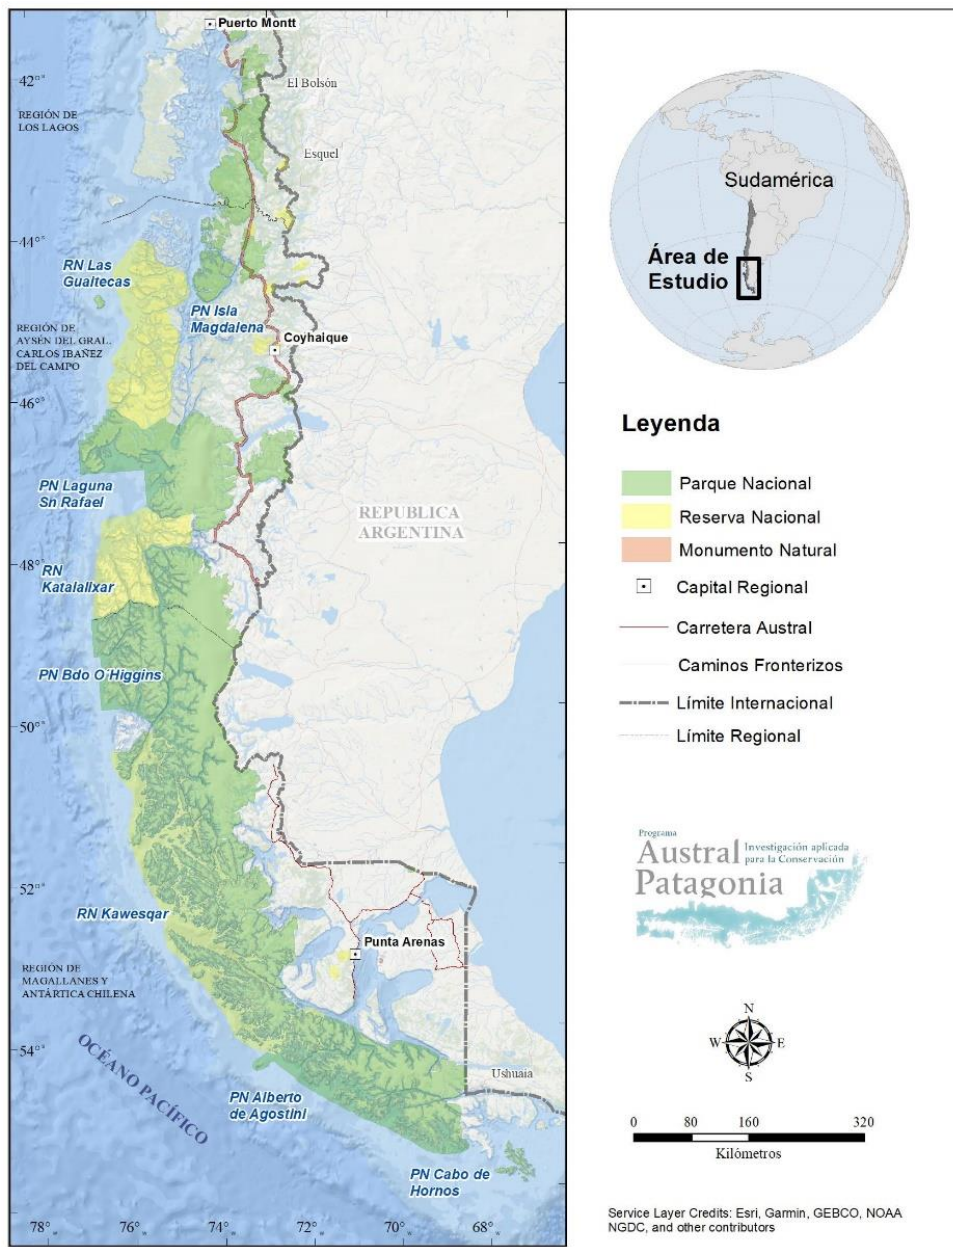 Puerto Montt
42°°
El Bolsón
REGIÓN DE
LOS LAGOS
Esquel
44°°
RN Las
Guaitecas
PN Isla
Magdalena
REGIÓN DE
AYSÉN DEL GRAL.
CARLOS IBAÑEZ
DEL CAMPO
Coyhaique
46°°
PN Laguna
Sn Rafael
REPUBLICA
ARGENTINA
48°°
RN
Katalalixar
PN Bdo O´Higgins
50°°
52°°
RN Kawesqar
Punta Arenas
REGIÓN DE
MAGALLANES Y
ANTÁRTICA CHILENA
54°°
OCÉANO PACÍFICO
Ushuaia
PN Alberto
de Agostini
PN Cabo de
Hornos
78°° 76°° 74°° 72°° 70°° 68°°
Sudamérica
Área de
Estudio
Leyenda
Parque Nacional
Reserva Nacional
Monumento Natural
Capital Regional
Carretera Austral
Caminos Fronterizos
Límite Internacional
Límite Regional
Programa
Austral Investigación aplicada
para la Conservación
Patagonia
N
W E
S
0 80 160 320
Kilómetros
Service Layer Credits: Esri, Garmin, GEBCO, NOAA
NGDC, and other contributors